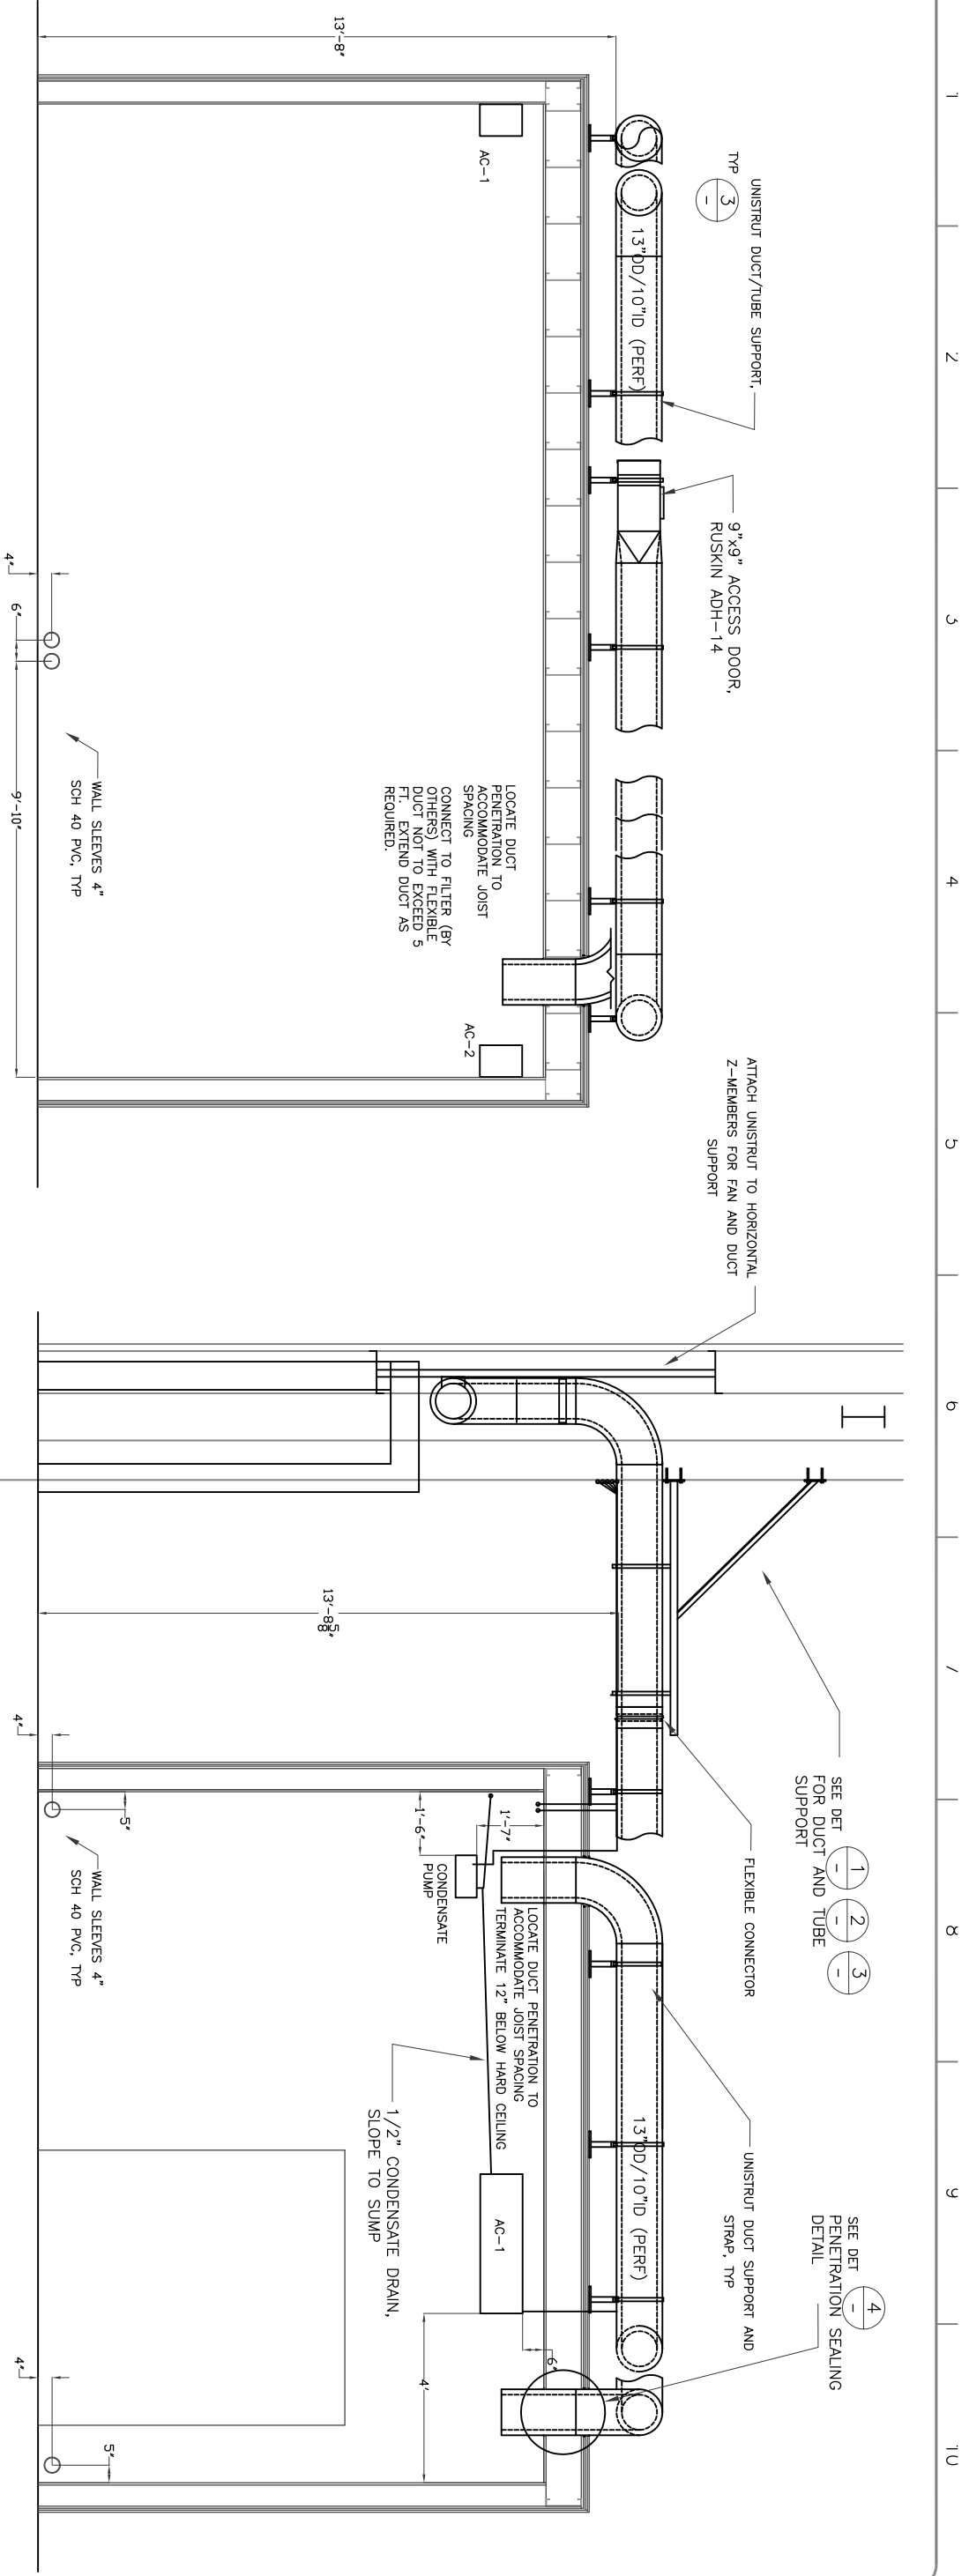 1
2
3
4
5
6
7
8
9
10
13'-8"
TYP
3
-
UNISTRUT DUCT/TUBE SUPPORT,
13"OD/10"ID (PERF)
9"x9" ACCESS DOOR,
RUSKIN ADH-14
AC-1
LOCATE DUCT
PENETRATION TO
ACCOMMODATE JOIST
SPACING
CONNECT TO FILTER (BY
OTHERS) WITH FLEXIBLE
DUCT NOT TO EXCEED 5
FT. EXTEND DUCT AS
REQUIRED.
AC-2
4"
6"
9'-10"
WALL SLEEVES 4"
SCH 40 PVC, TYP
ATTACH UNISTRUT TO HORIZONTAL
Z-MEMBERS FOR FAN AND DUCT
SUPPORT
SEE DET
1
-
2
-
3
-
FOR DUCT AND TUBE
SUPPORT
FLEXIBLE CONNECTOR
UNISTRUT DUCT SUPPORT AND
STRAP, TYP
SEE DET
4
-
PENETRATION SEALING
DETAIL
13"OD/10"ID (PERF)
13'-8 5/8"
1'-6"
1'-7"
CONDENSATE
PUMP
LOCATE DUCT PENETRATION TO
ACCOMMODATE JOIST SPACING
TERMINATE 12" BELOW HARD CEILING
AC-1
6"
4'
1/2" CONDENSATE DRAIN,
SLOPE TO SUMP
4"
5"
WALL SLEEVES 4"
SCH 40 PVC, TYP
4"
5"